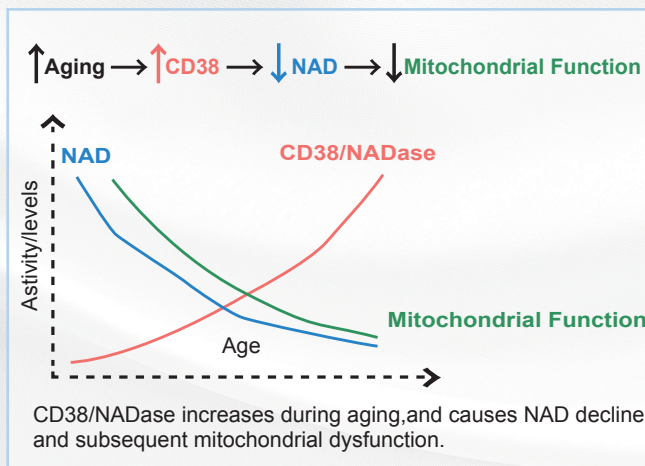 Aging CD38 NAD Mitochondrial Function
NAD
CD38/NADase
Astivity/levels
Mitochondrial Function
Age
CD38/NADase increases during aging,and causes NAD decline
and subsequent mitochondrial dysfunction.